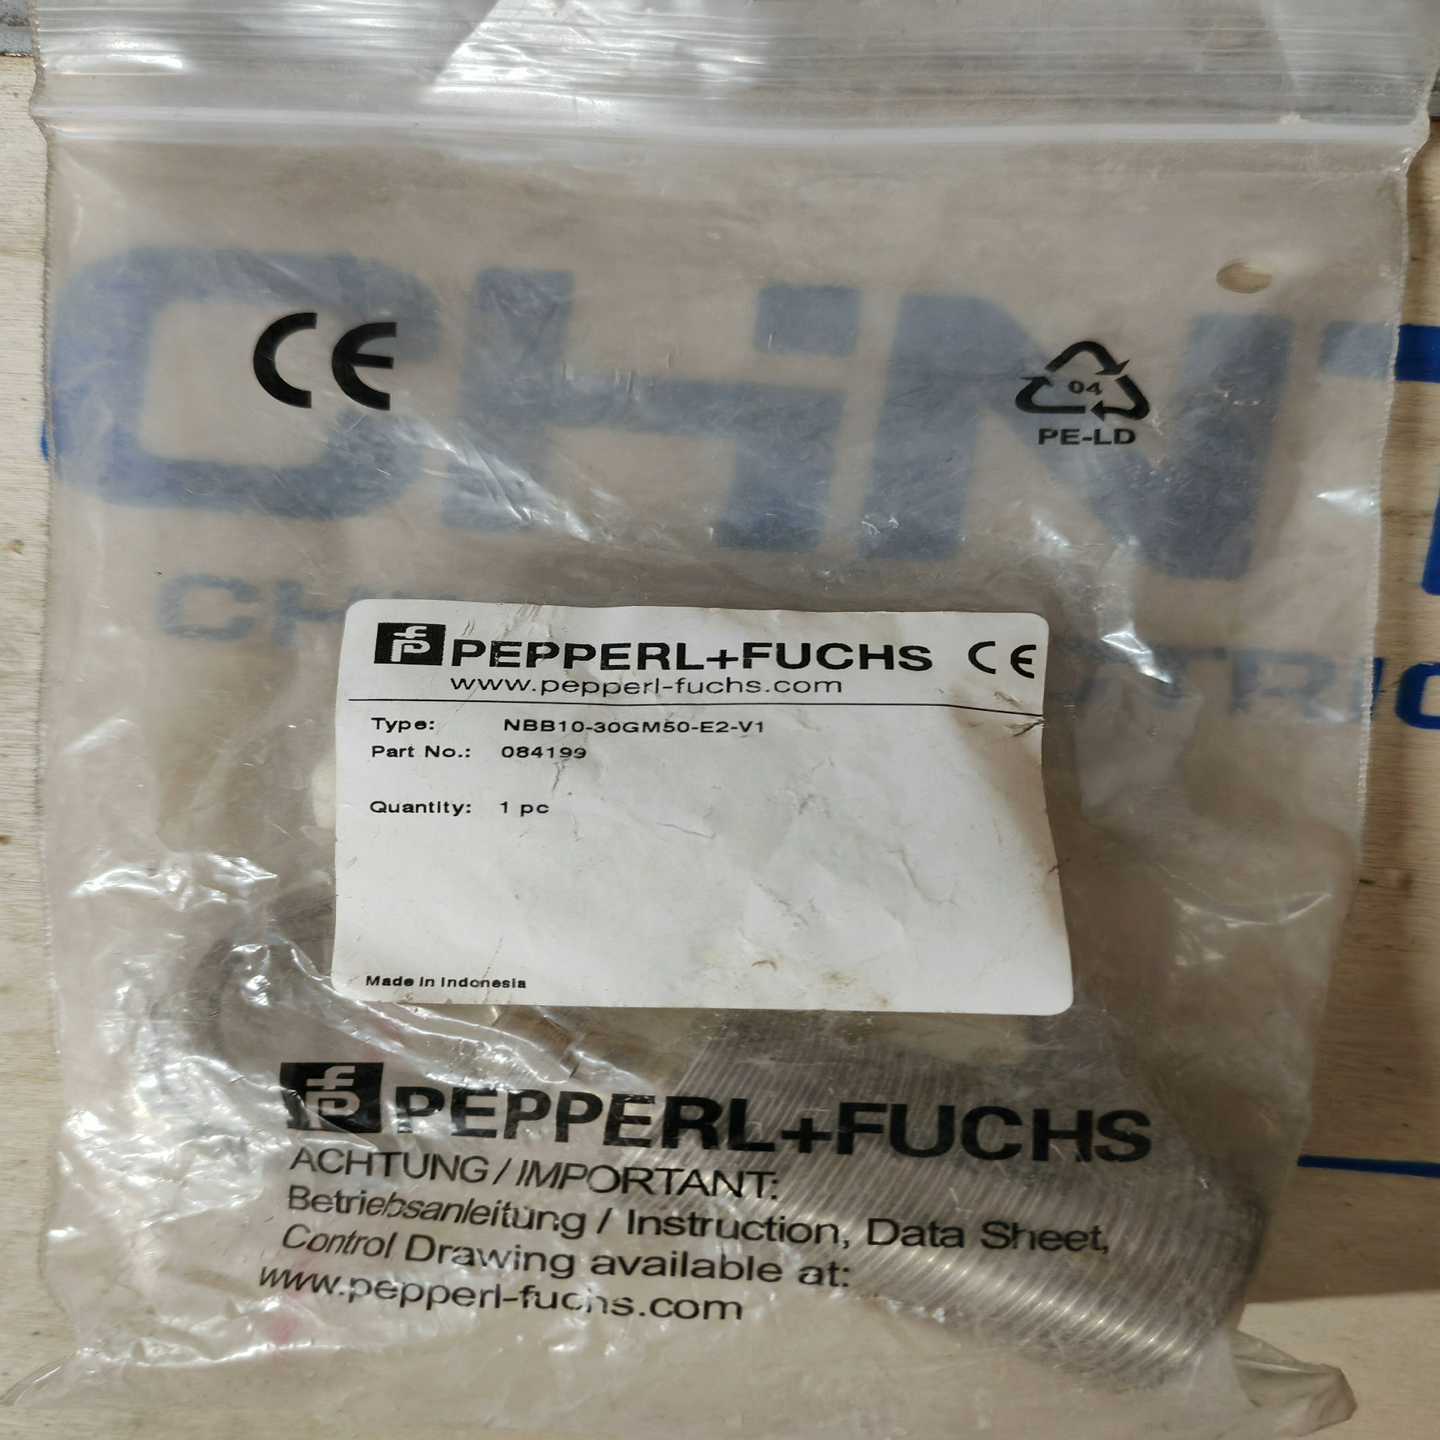 CHINT
CE
04
PE-LD
PEPPERL+FUCHS CE
www.pepperl-fuchs.com
Type: NBB10-30GM50-E2-V1
Part No.: 084199
Quantity: 1 pc
Made in Indonesia
PEPPERL+FUCHS
ACHTUNG / IMPORTANT:
Betriebsanleitung / Instruction, Data Sheet,
Control Drawing available at:
www.pepperl-fuchs.com